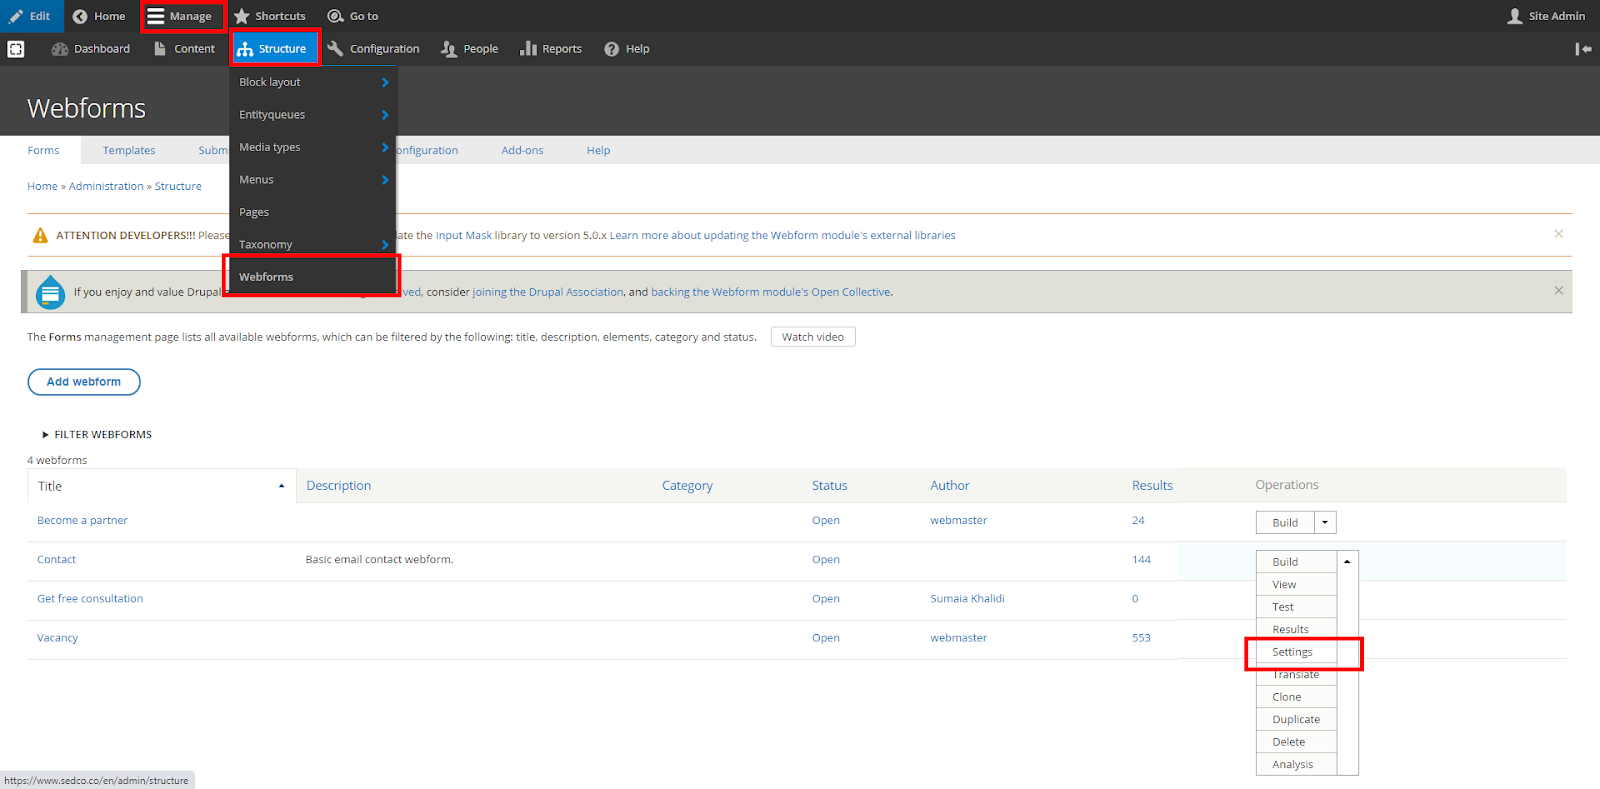 Edit Home Manage Shortcuts Go to Site Admin
Dashboard Content Structure Configuration People Reports Help
Block layout
Entityqueues
Media types
Menus
Pages
Taxonomy
Webforms
Webforms
Forms Templates Subm onfiguration Add-ons Help
Home » Administration » Structure
ATTENTION DEVELOPERS!!! Please ate the Input Mask library to version 5.0.x Learn more about updating the Webform module's external libraries
If you enjoy and value Drupal ved, consider joining the Drupal Association, and backing the Webform module's Open Collective.
The Forms management page lists all available webforms, which can be filtered by the following: title, description, elements, category and status. Watch video
Add webform
FILTER WEBFORMS
4 webforms
Title Description Category Status Author Results Operations
Become a partner Open webmaster 24 Build
Contact Basic email contact webform. Open 144 Build
View
Get free consultation Open Sumaia Khalidi 0
Test
Results
Vacancy Open webmaster 553
Settings
Translate
Clone
Duplicate
Delete
Analysis
https://www.sedco.co/en/admin/structure